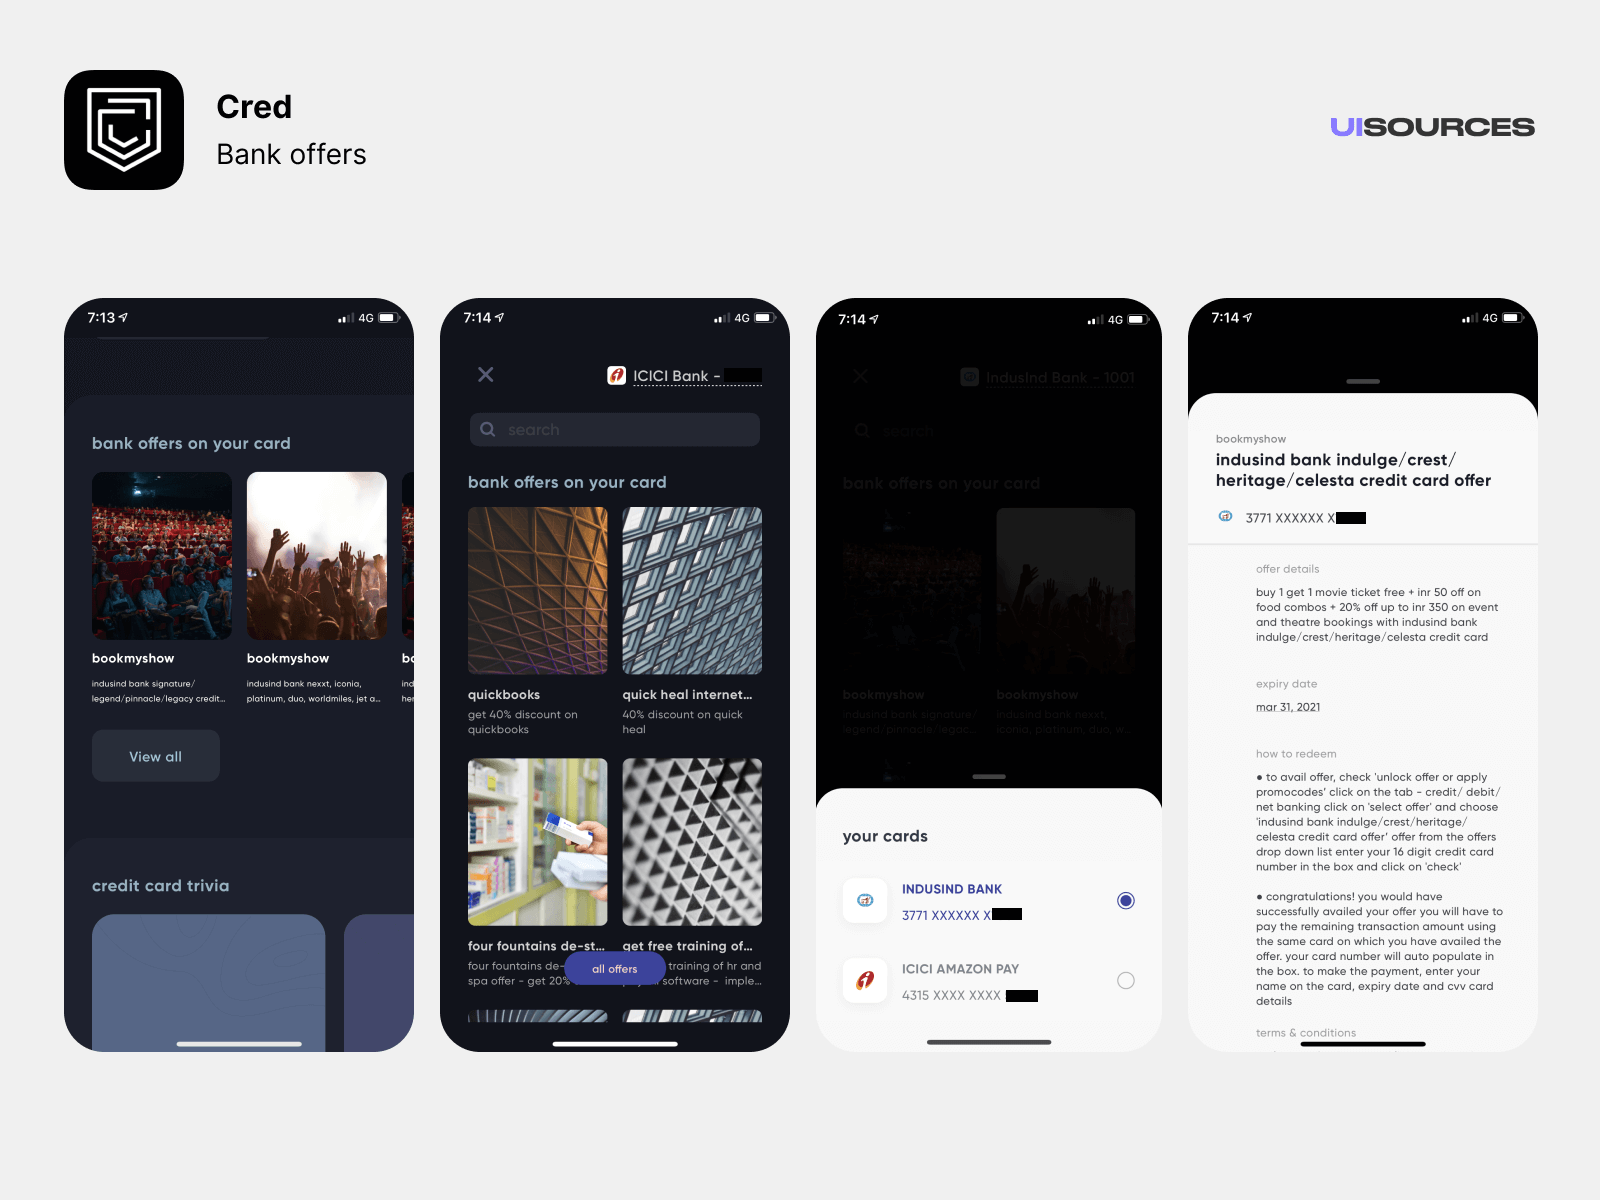 Cred
Bank offers
UISOURCES
7:13
4G
bank offers on your card
bookmyshow
indusind bank signature/
legend/pinnacle/legacy credit...
bookmyshow
indusind bank nexxt, iconia,
platinum, duo, worldmiles, jet a...
View all
credit card trivia
7:14
4G
ICICI Bank -
search
bank offers on your card
quickbooks
get 40% discount on
quickbooks
quick heal internet...
40% discount on quick
heal
four fountains de-st...
four fountains de-
spa offer - get 20%
get free training of...
training of hr and
software - imple...
all offers
7:14
4G
IndusInd Bank - 1001
search
bank offers on your card
bookmyshow
indusind bank signature/
legend/pinnacle/legac...
bookmyshow
indusind bank nexxt,
iconia, platinum, duo, w...
your cards
INDUSIND BANK
3771 XXXXXX X
ICICI AMAZON PAY
4315 XXXX XXXX
7:14
4G
bookmyshow
indusind bank indulge/crest/
heritage/celesta credit card offer
3771 XXXXXX X
offer details
buy 1 get 1 movie ticket free + inr 50 off on
food combos + 20% off up to inr 350 on event
and theatre bookings with indusind bank
indulge/crest/heritage/celesta credit card
expiry date
mar 31, 2021
how to redeem
● to avail offer, check 'unlock offer or apply
promocodes' click on the tab - credit/ debit/
net banking click on 'select offer' and choose
'indusind bank indulge/crest/heritage/
celesta credit card offer' offer from the offers
drop down list enter your 16 digit credit card
number in the box and click on 'check'
● congratulations! you would have
successfully availed your offer you will have to
pay the remaining transaction amount using
the same card on which you have availed the
offer. your card number will auto populate in
the box. to make the payment, enter your
name on the card, expiry date and cvv card
details
terms & conditions